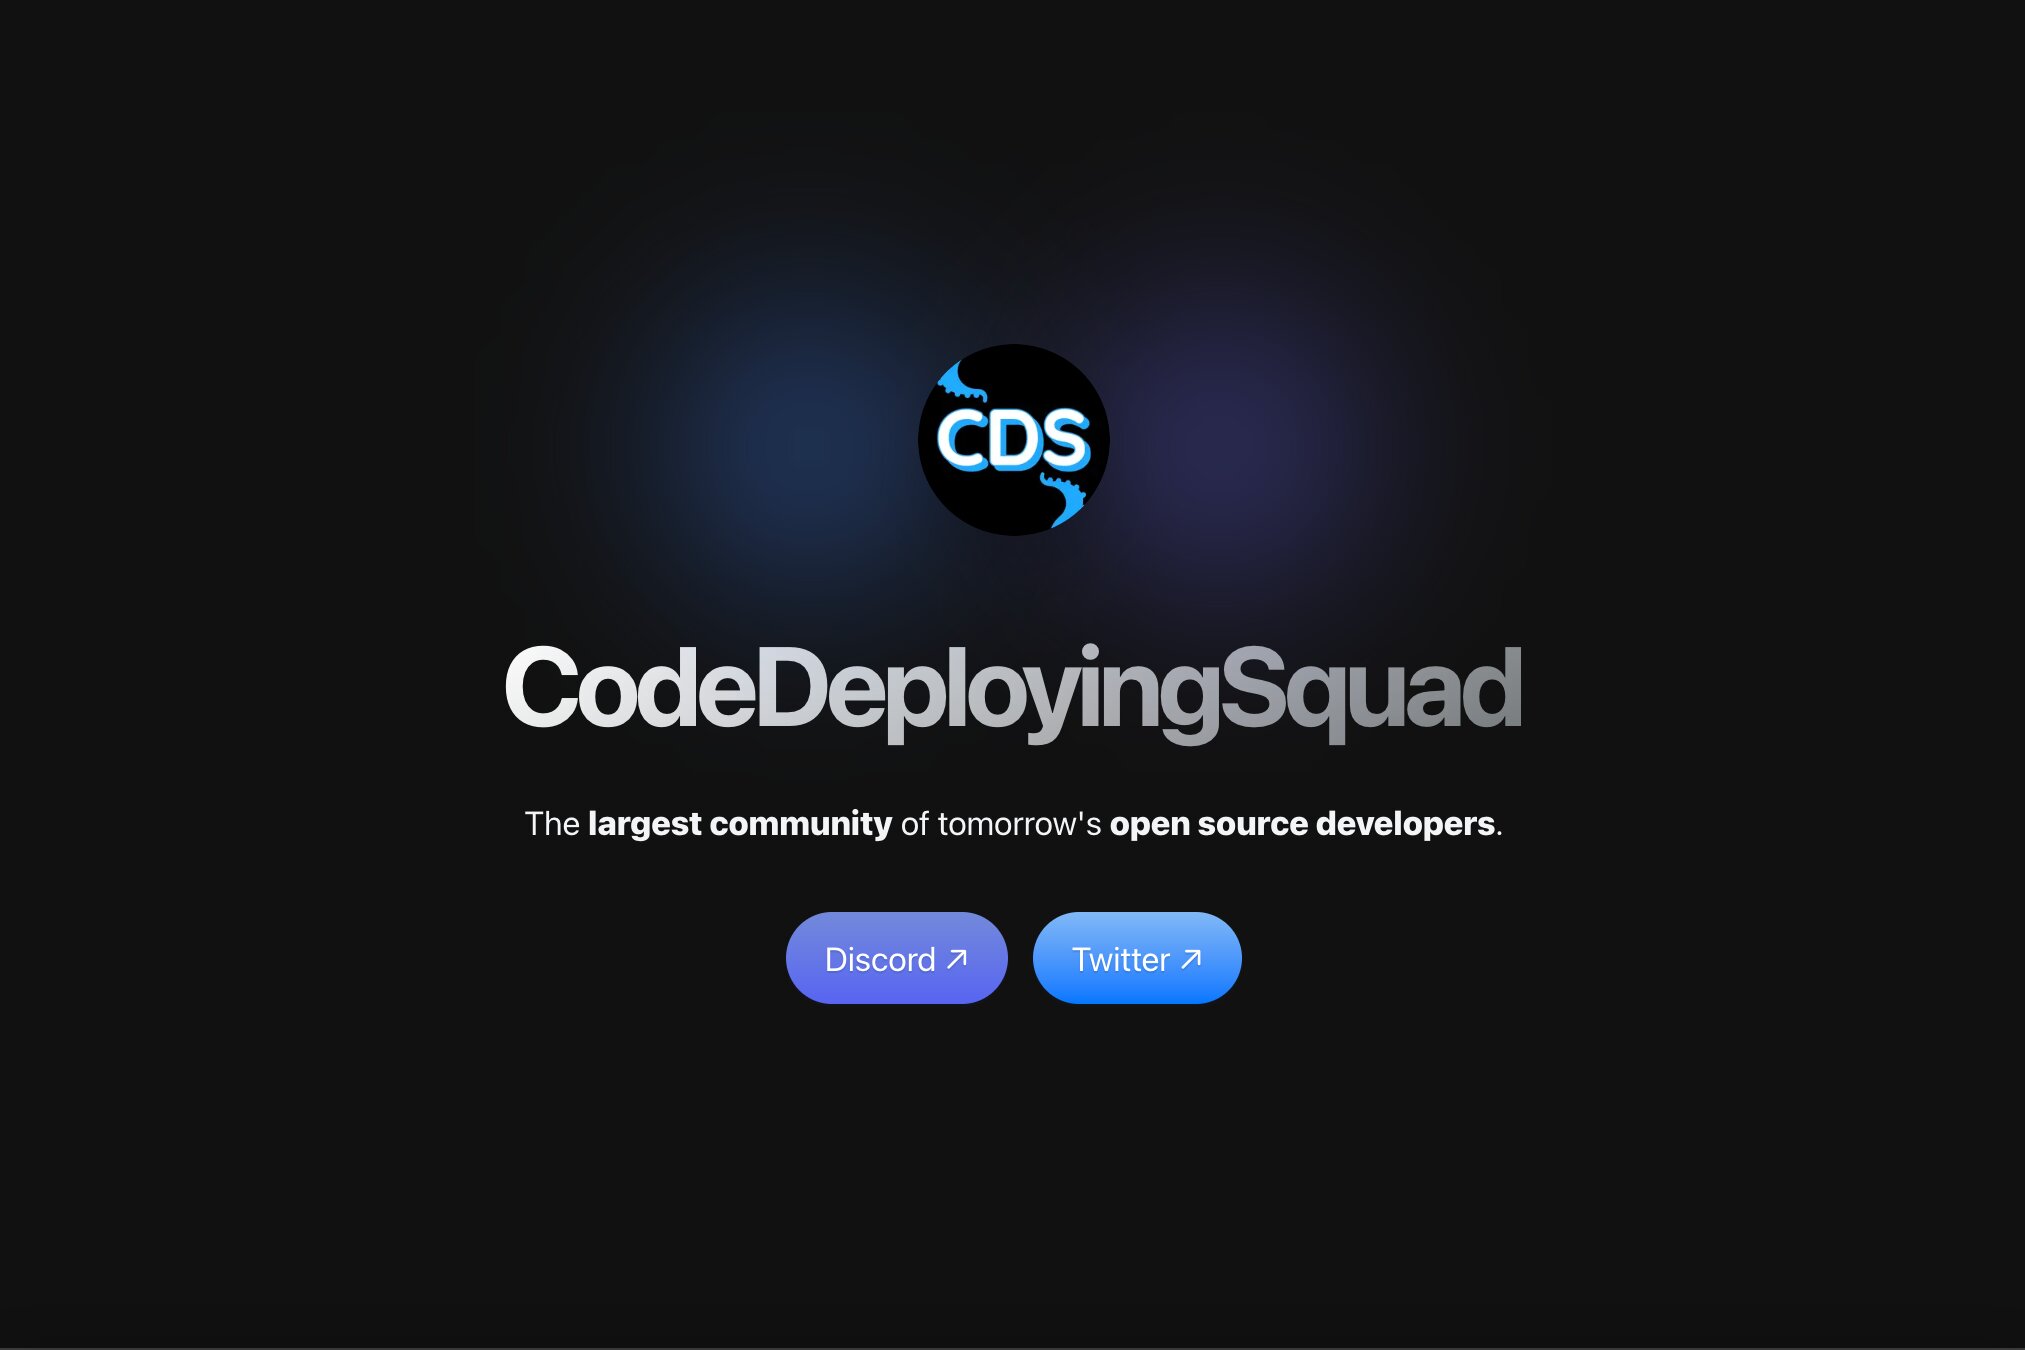 CDS
CodeDeployingSquad
The largest community of tomorrow's open source developers.
Discord ↗ Twitter ↗